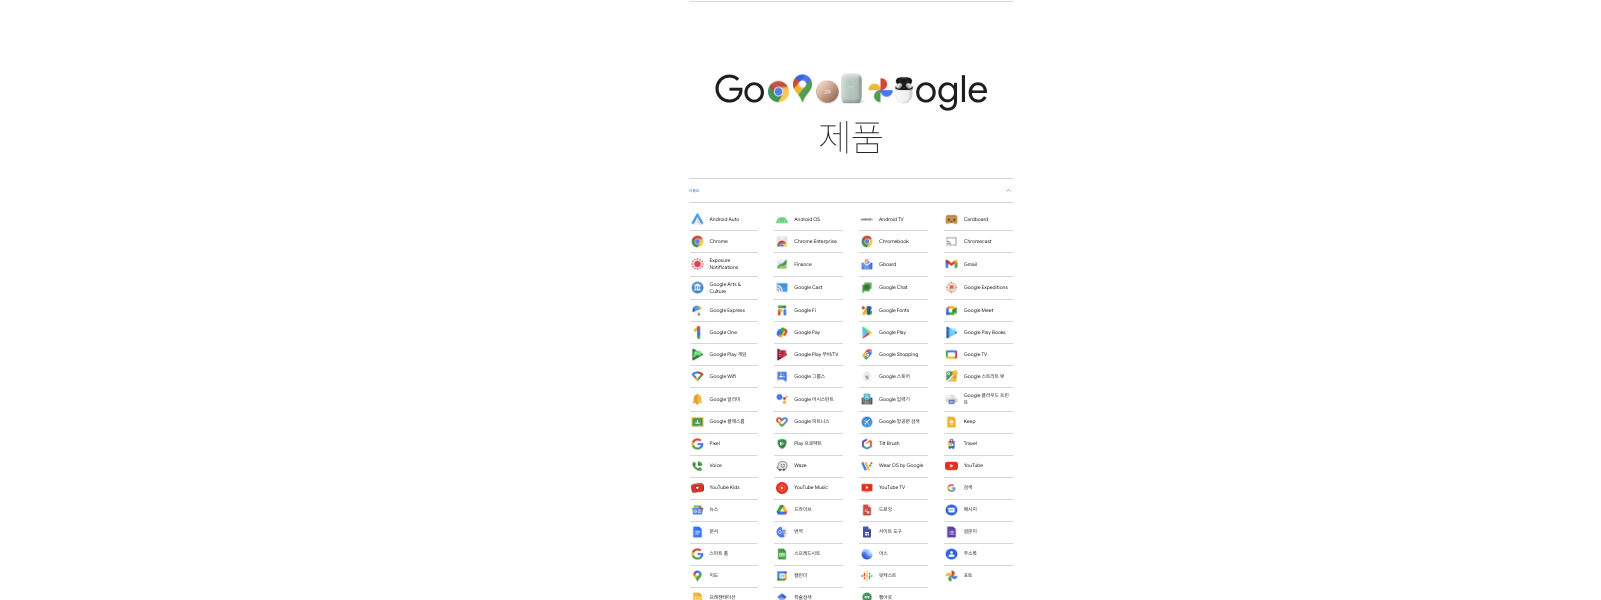 Go ogle
제품
더보기
Android Auto
Android OS
Android TV
Cardboard
Chrome
Chrome Enterprise
Chromebook
Chromecast
Exposure
Notifications
Finance
Gboard
Gmail
Google Arts &
Culture
Google Cast
Google Chat
Google Expeditions
Google Express
Google Fi
Google Fonts
Google Meet
Google One
Google Pay
Google Play
Google Play Books
Google Play 게임
Google Play 무비/TV
Google Shopping
Google TV
Google Wifi
Google 그룹스
Google 스토어
Google 스트리트 뷰
Google 알리미
Google 어시스턴트
Google 입력기
Google 클라우드 프린
트
Google 클래스룸
Google 피트니스
Google 항공편 검색
Keep
Pixel
Play 프로텍트
Tilt Brush
Travel
Voice
Waze
Wear OS by Google
YouTube
YouTube Kids
YouTube Music
YouTube TV
검색
뉴스
드라이브
드로잉
메시지
문서
번역
사이트 도구
설문지
스마트 홈
스프레드시트
어스
주소록
지도
캘린더
팟캐스트
포토
프레젠테이션
학술검색
행아웃